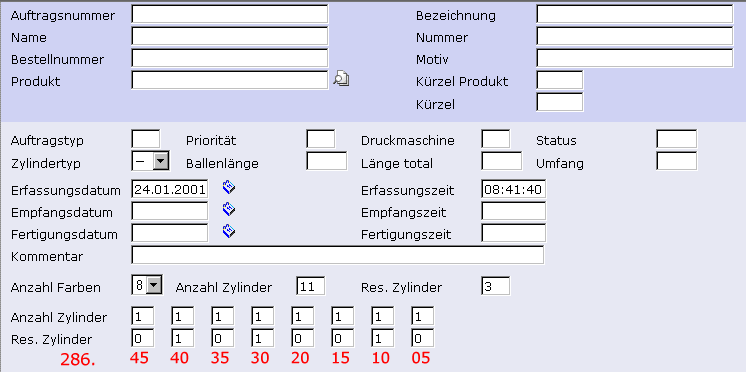 Auftragsnummer Bezeichnung
Name Nummer
Bestellnummer Motiv
Produkt Kürzel Produkt
Kürzel
Auftragstyp Priorität Druckmaschine Status
Zylindertyp – Ballenlänge Länge total Umfang
Erfassungsdatum 24.01.2001 Erfassungszeit 08:41:40
Empfangsdatum Empfangszeit
Fertigungsdatum Fertigungszeit
Kommentar
Anzahl Farben 8 Anzahl Zylinder 11 Res. Zylinder 3
Anzahl Zylinder 1 1 1 1 1 1 1 1
Res. Zylinder 0 1 0 1 0 0 1 0
286. 45 40 35 30 20 15 10 05